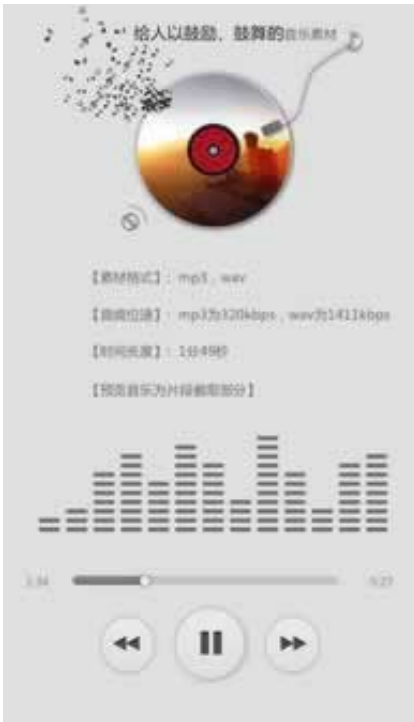 给人以鼓励、鼓舞的音乐素材
【素材格式】：mp3，wav
【音频位速】：mp3为320kbps，wav为1411kbps
【时间长度】：1分49秒
【预览音乐为片段截取部分】